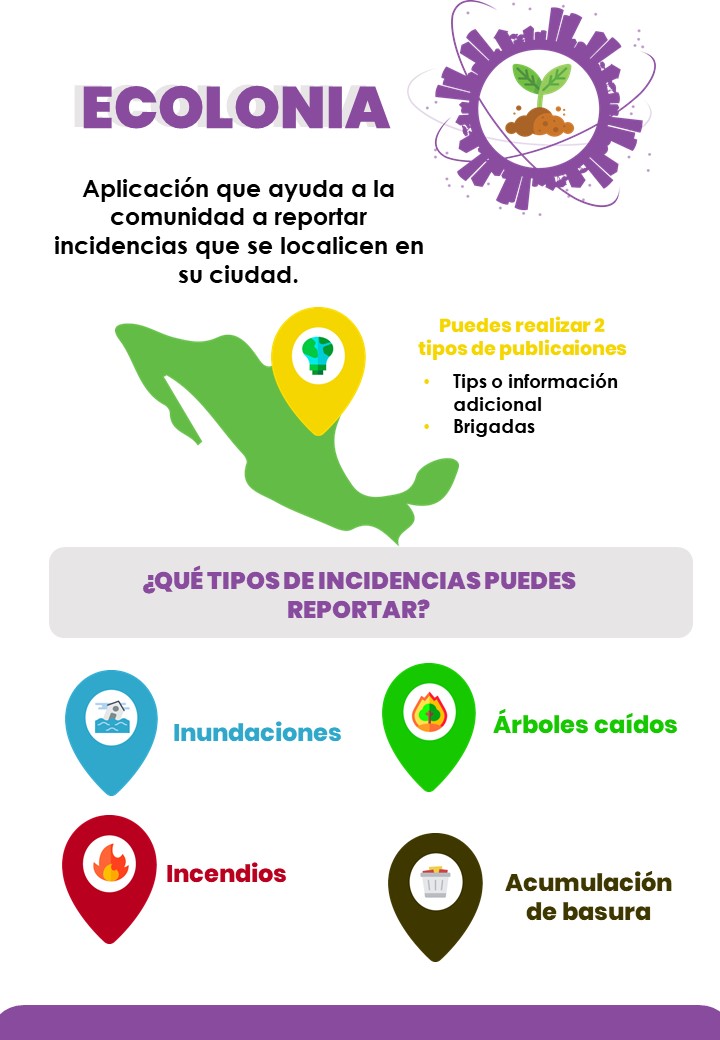 ECOLONIA
Aplicación que ayuda a la
comunidad a reportar
incidencias que se localicen en
su ciudad.
Puedes realizar 2
tipos de publicaiones
• Tips o información
adicional
• Brigadas
¿QUÉ TIPOS DE INCIDENCIAS PUEDES
REPORTAR?
Inundaciones
Árboles caídos
Incendios
Acumulación
de basura